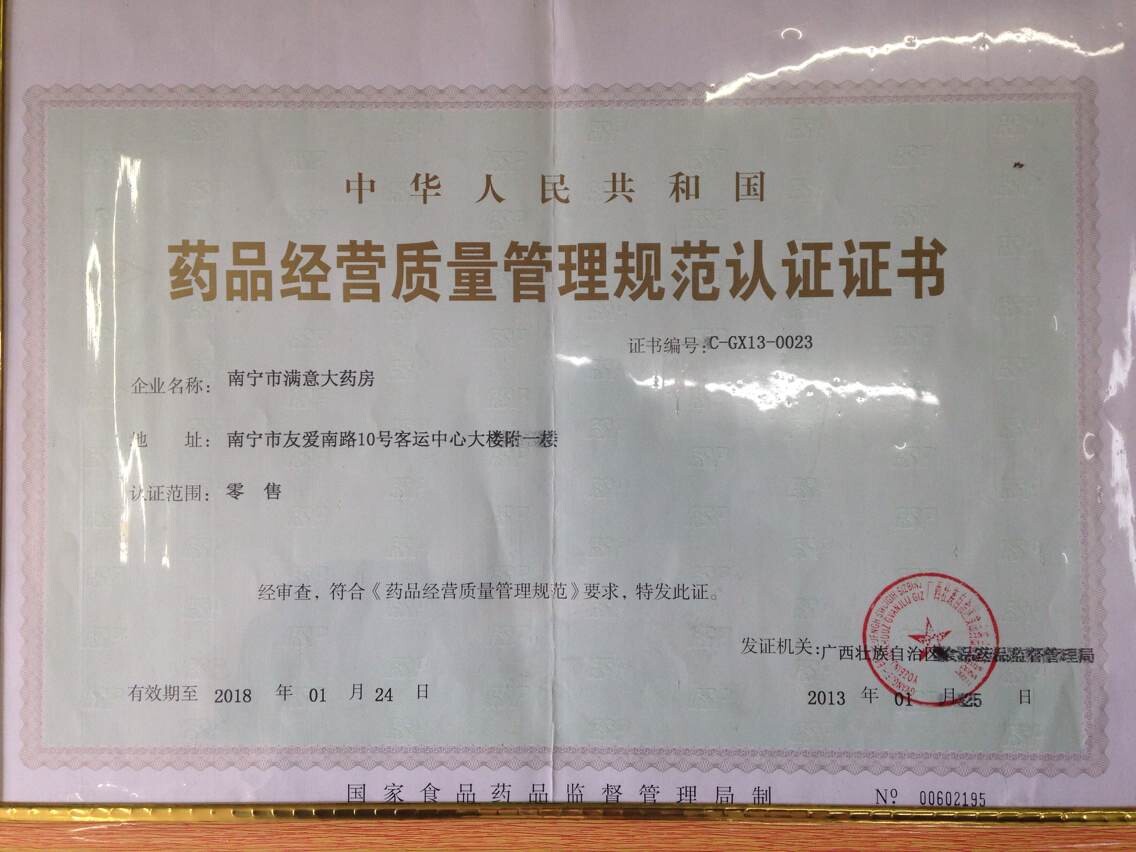 中华人民共和国
药品经营质量管理规范认证证书
证书编号:C-GX13-0023
企业名称: 南宁市满意大药房
地 址: 南宁市友爱南路10号客运中心大楼附一楼
认证范围: 零 售
经审查,符合《药品经营质量管理规范》要求,特发此证。
发证机关:广西壮族自治区食品药品监督管理局
有效期至 2018 年 01 月 24 日
2013 年 01 月 25 日
国家食品药品监督管理局制
Nº 00602195